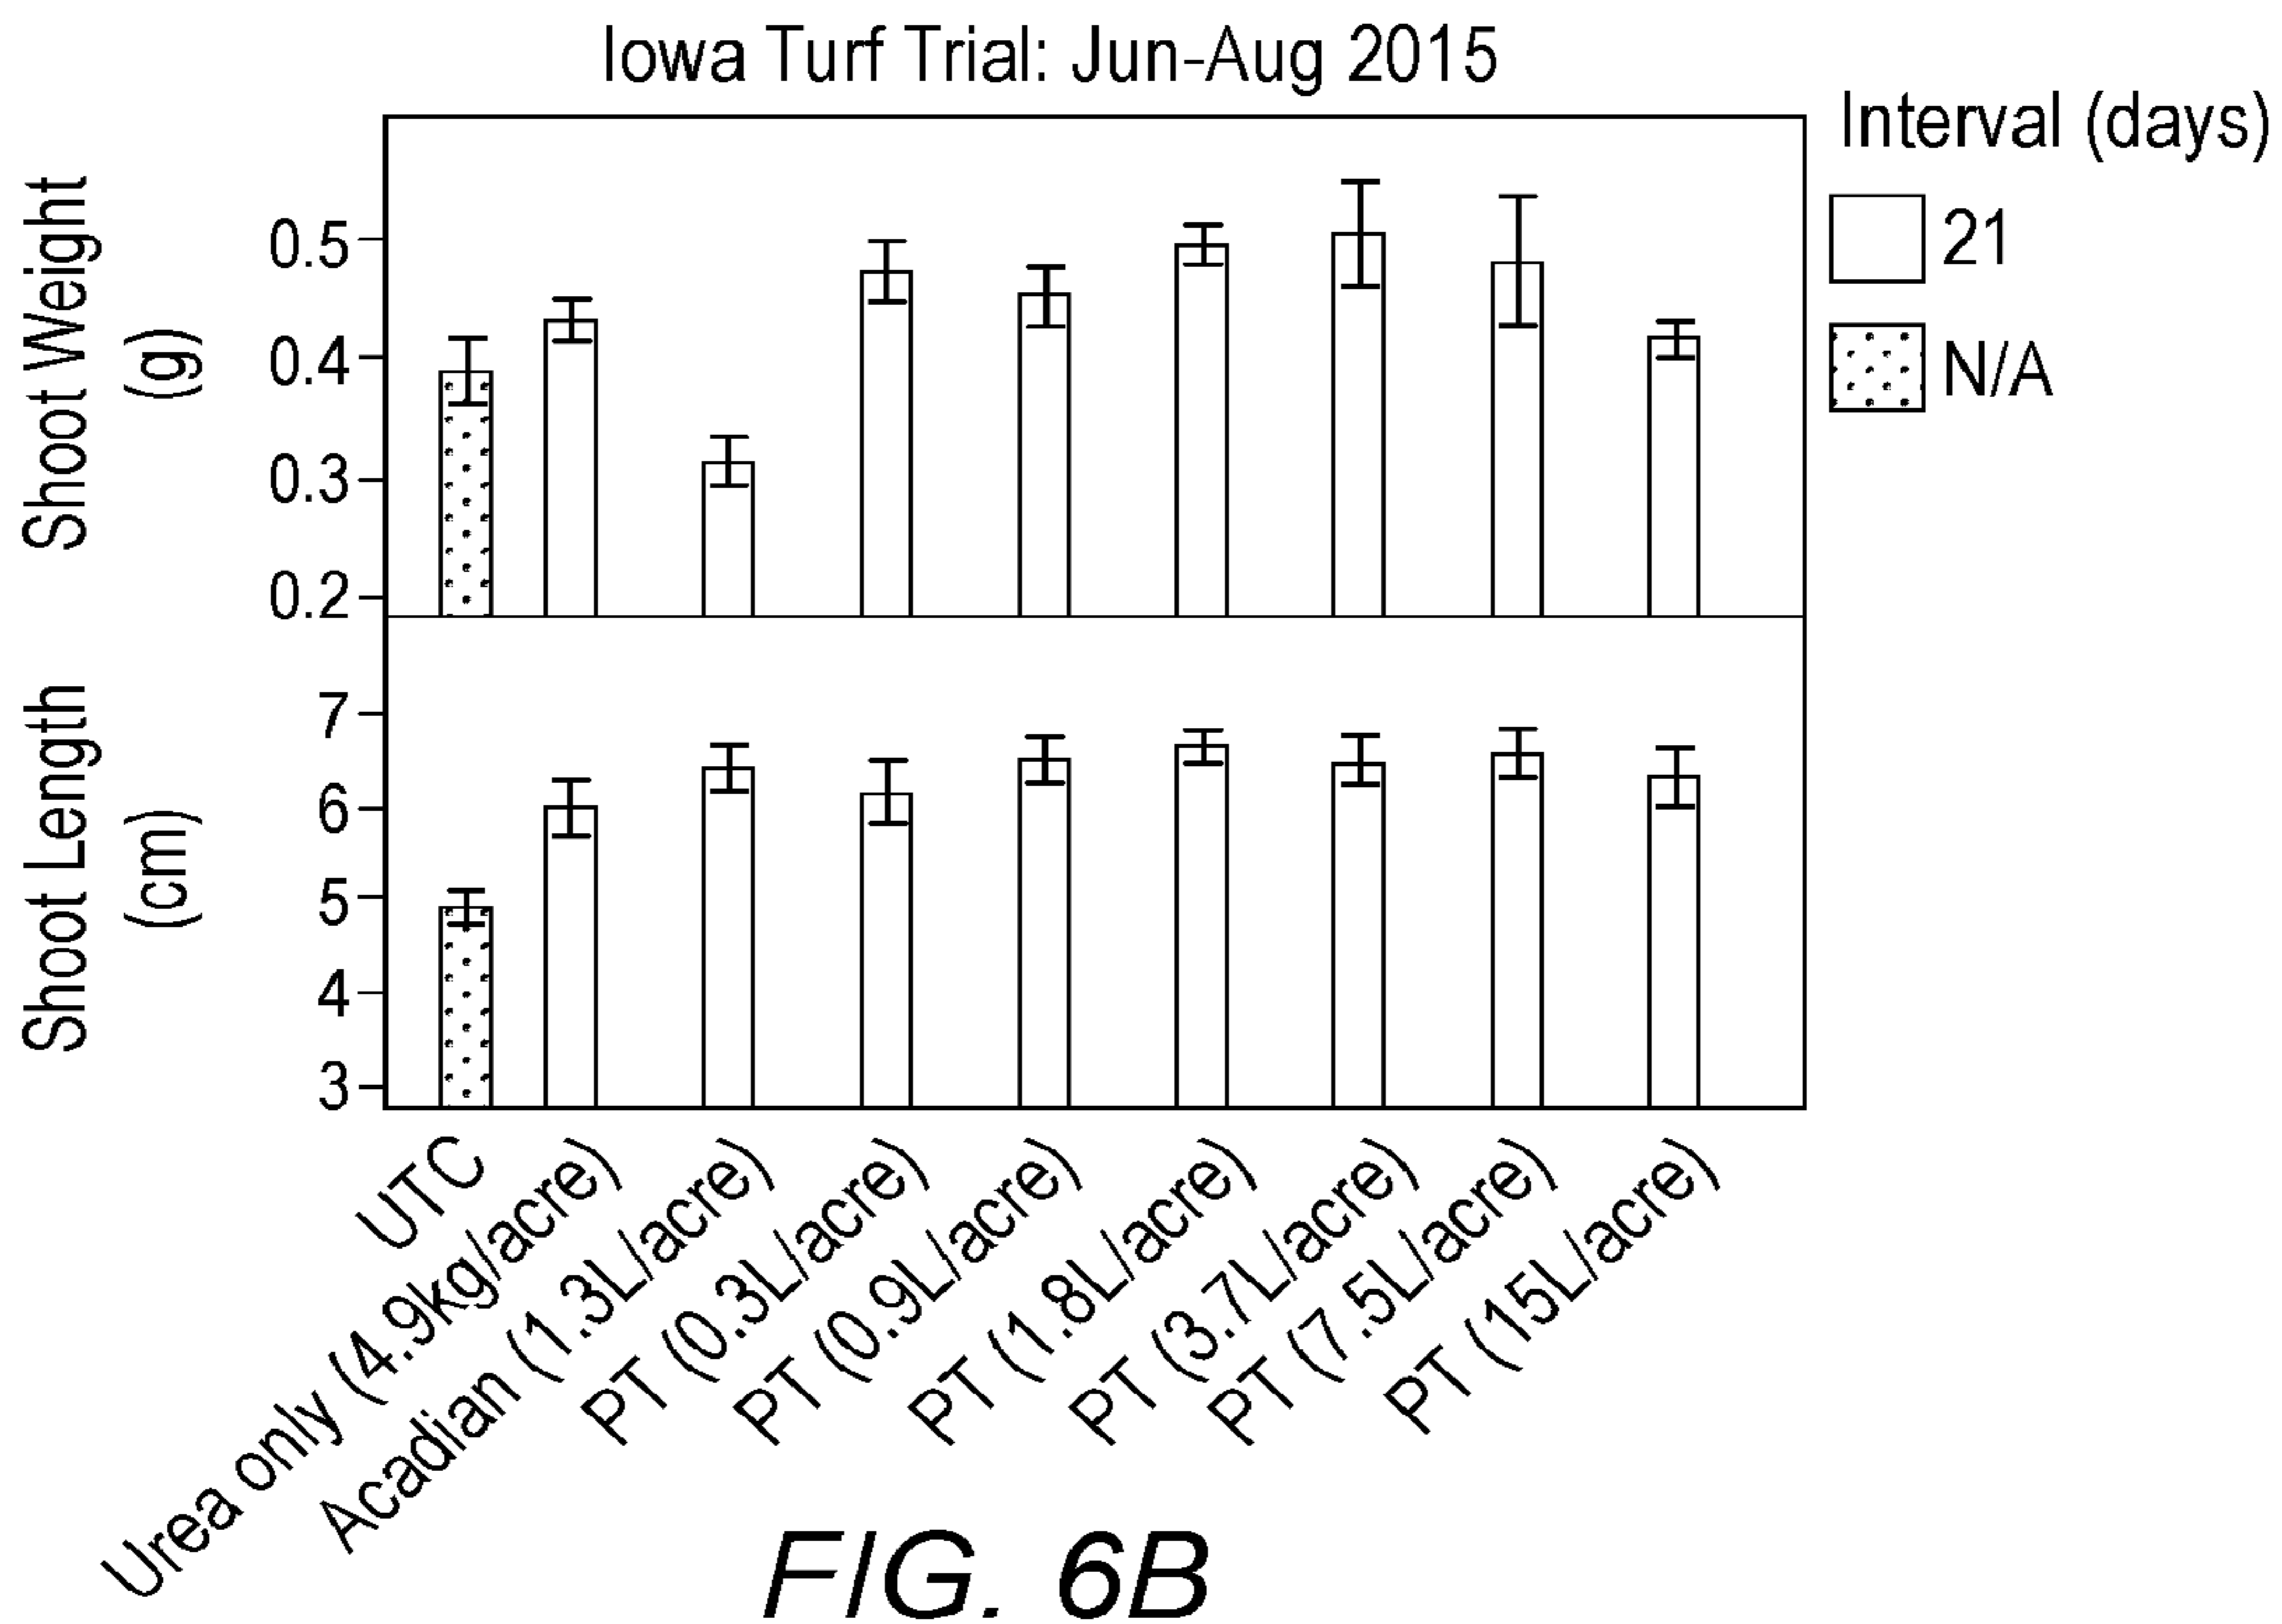 Iowa Turf Trial: Jun-Aug 2015
Interval (days)
21
N/A
Shoot Weight
(g)
0.5
0.4
0.3
0.2
Shoot Length
(cm)
7
6
5
4
3
UTC
Urea only (4.9kg/acre)
Acadian (1.3L/acre)
PT (0.3L/acre)
PT (0.9L/acre)
PT (1.8L/acre)
PT (3.7L/acre)
PT (7.5L/acre)
PT (15L/acre)
FIG. 6B